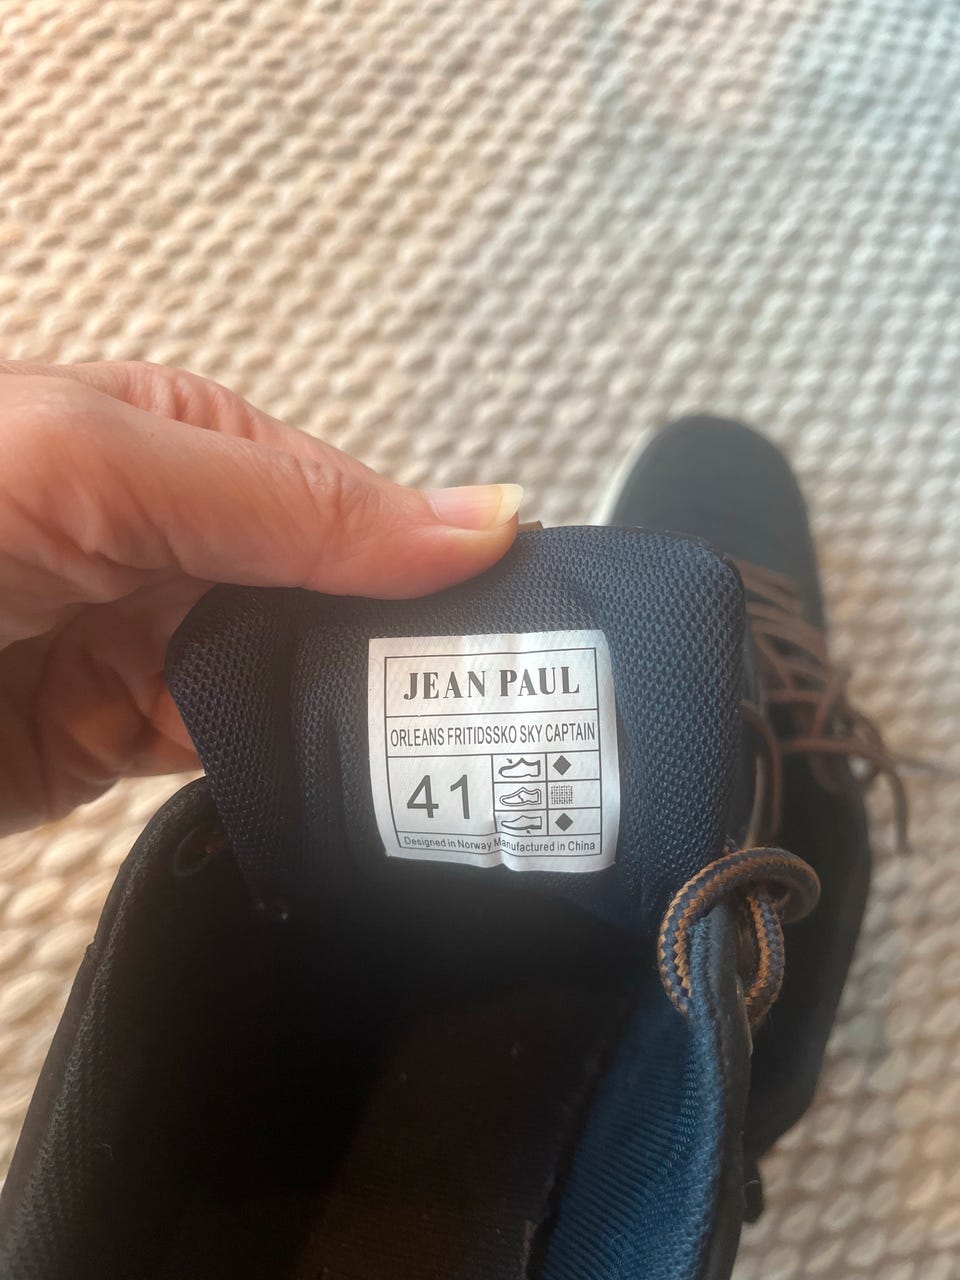 JEAN PAUL
ORLEANS FRITIDSSKO SKY CAPTAIN
41
Designed in Norway Manufactured in China